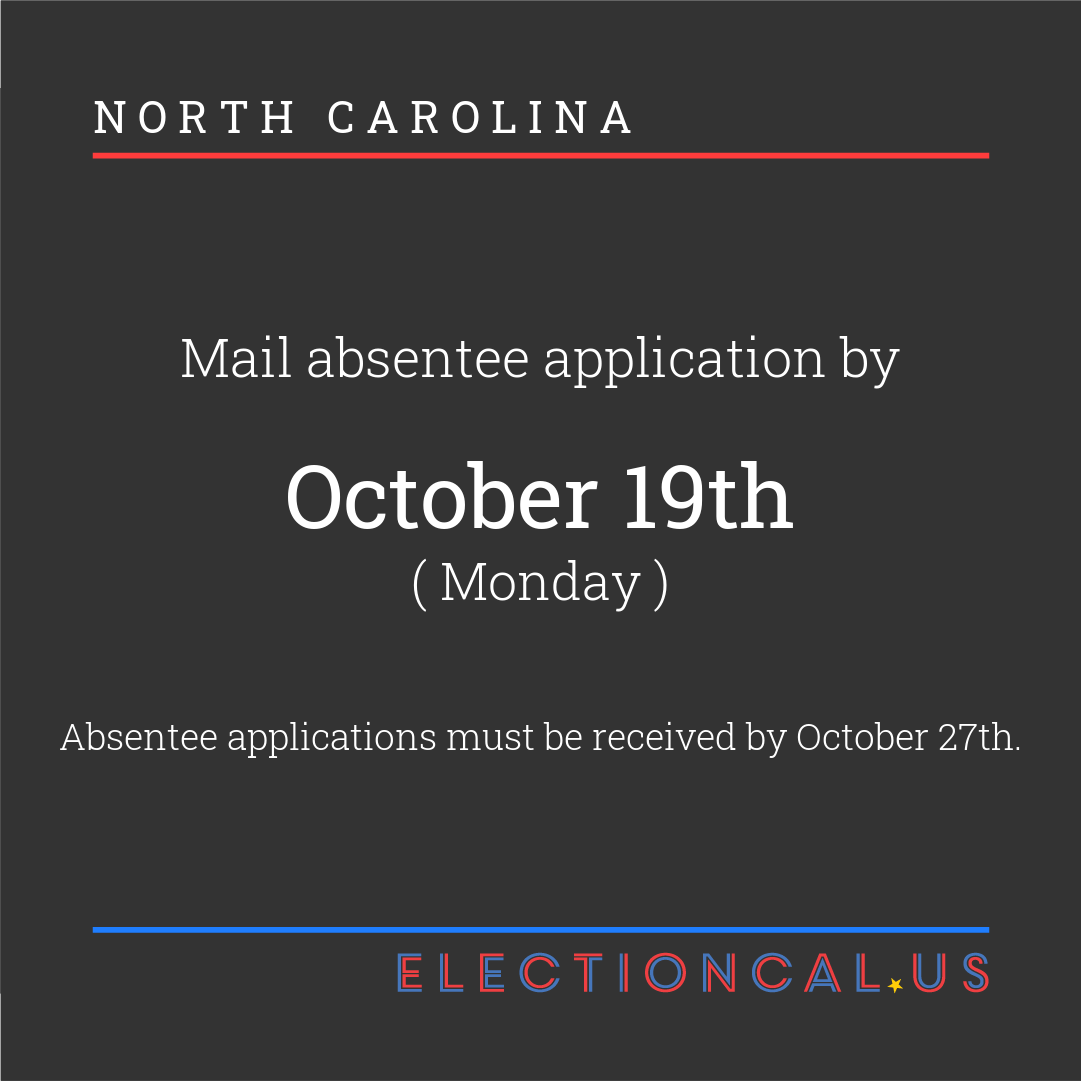 NORTH CAROLINA
Mail absentee application by
October 19th
( Monday )
Absentee applications must be received by October 27th.
ELECTIONCAL.US